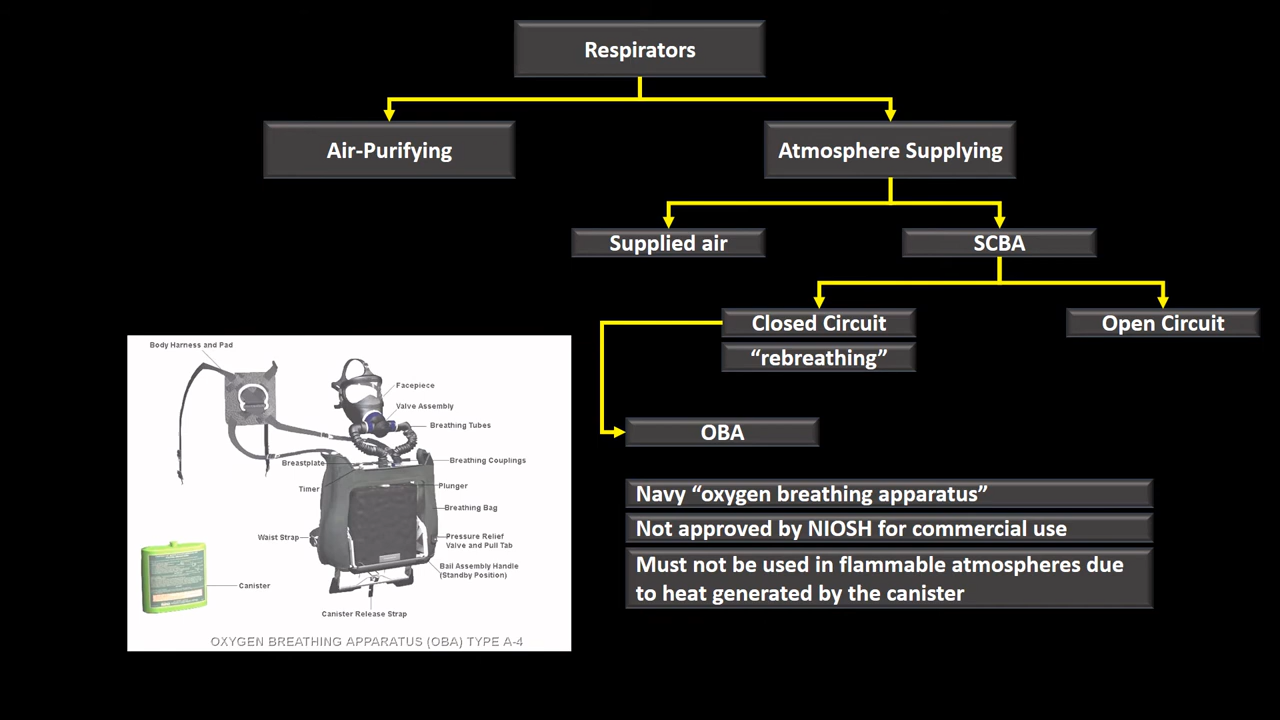 Respirators
Air-Purifying
Atmosphere Supplying
Supplied air
SCBA
Closed Circuit
Open Circuit
“rebreathing”
OBA
Navy “oxygen breathing apparatus”
Not approved by NIOSH for commercial use
Must not be used in flammable atmospheres due
to heat generated by the canister
Body Harness and Pad
Facepiece
Valve Assembly
Breathing Tubes
Breastplate
Breathing Couplings
Timer
Plunger
Breathing Bag
Waist Strap
Pressure Relief
Valve and Pull Tab
Bail Assembly Handle
(Standby Position)
Canister
Canister Release Strap
OXYGEN BREATHING APPARATUS (OBA) TYPE A-4